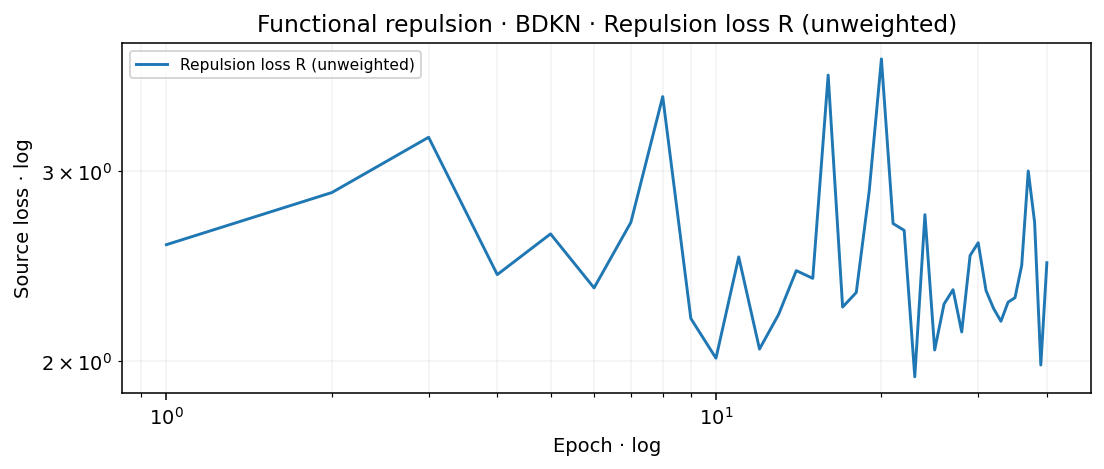 Functional repulsion · BDKN · Repulsion loss R (unweighted)
Repulsion loss R (unweighted)
Source loss · log
3 × 10⁰
2 × 10⁰
10⁰ 10¹
Epoch · log